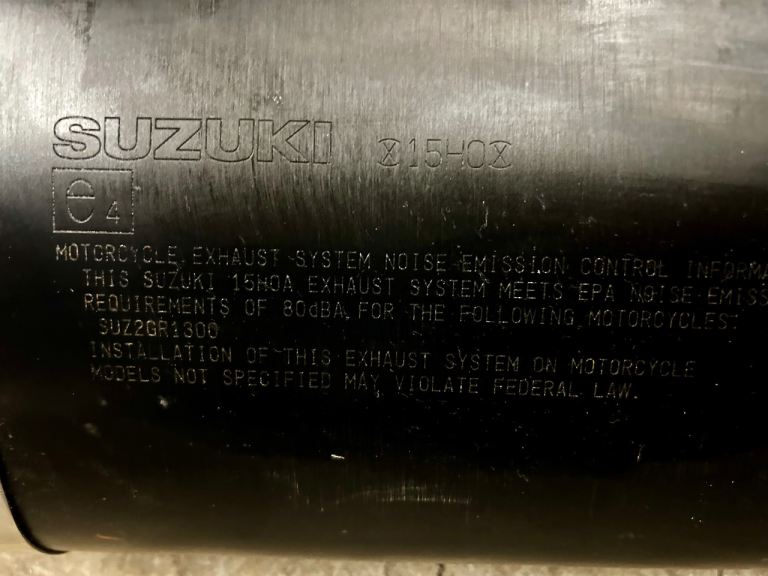 SUZUKI ⧖15H0⧖
e 4
MOTORCYCLE EXHAUST SYSTEM NOISE EMISSION CONTROL INFORMA
THIS SUZUKI 15H0A EXHAUST SYSTEM MEETS EPA NOISE EMISS
REQUIREMENTS OF 80dBA FOR THE FOLLOWING MOTORCYCLES:
SUZ2GR1300
INSTALLATION OF THIS EXHAUST SYSTEM ON MOTORCYCLE
MODELS NOT SPECIFIED MAY VIOLATE FEDERAL LAW.